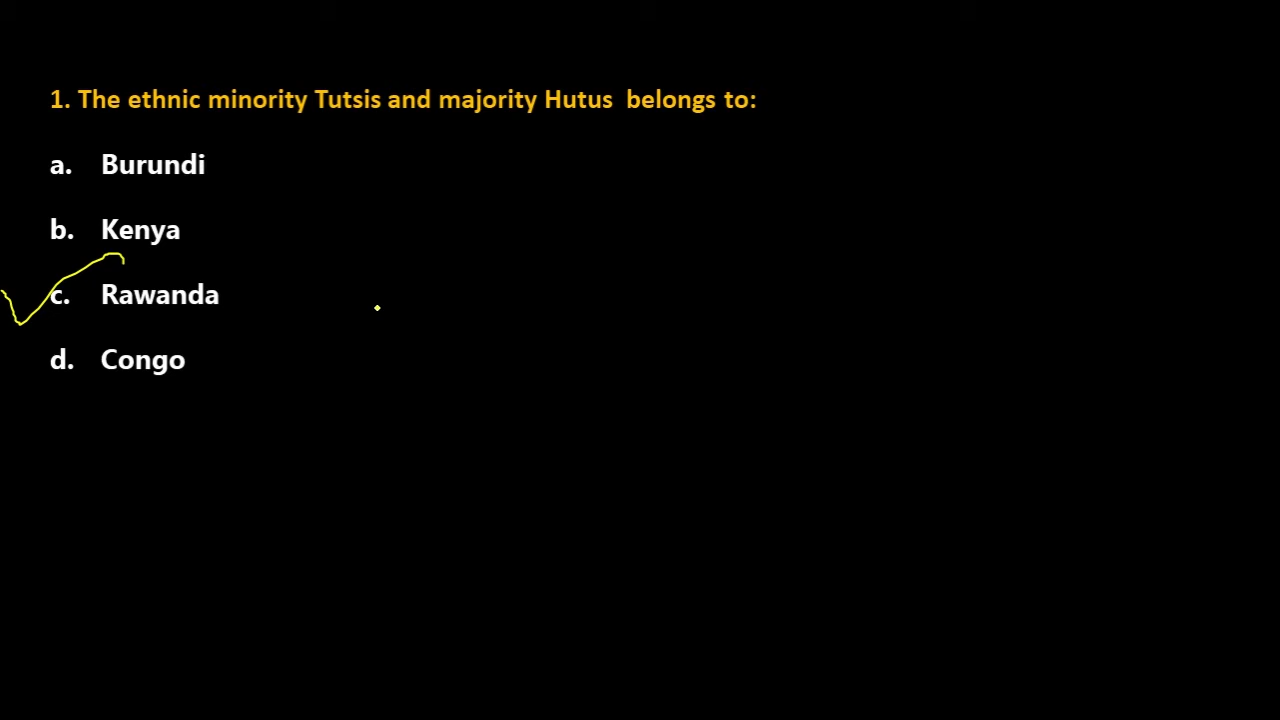 1. The ethnic minority Tutsis and majority Hutus  belongs to:
a. Burundi
b. Kenya
c. Rawanda
d. Congo